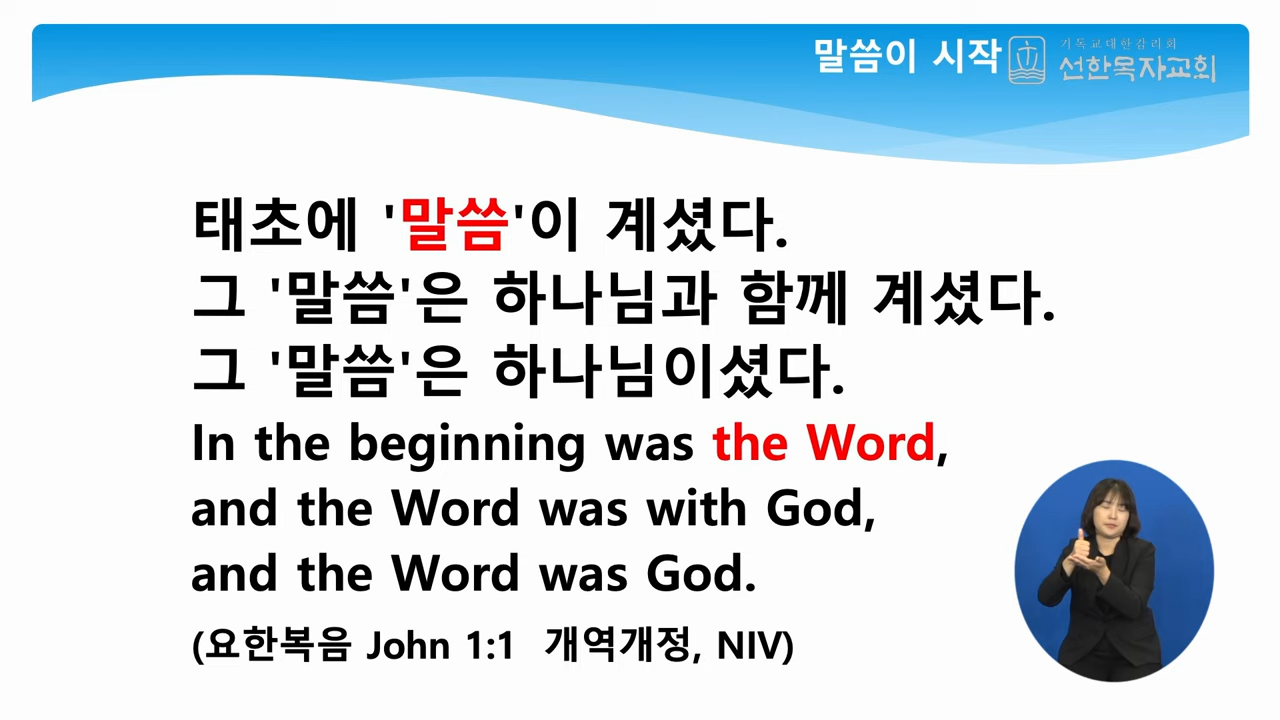 말씀이 시작
기독교대한감리회
선한목자교회
태초에 '말씀'이 계셨다.
그 '말씀'은 하나님과 함께 계셨다.
그 '말씀'은 하나님이셨다.
In the beginning was the Word,
and the Word was with God,
and the Word was God.
(요한복음 John 1:1 개역개정, NIV)